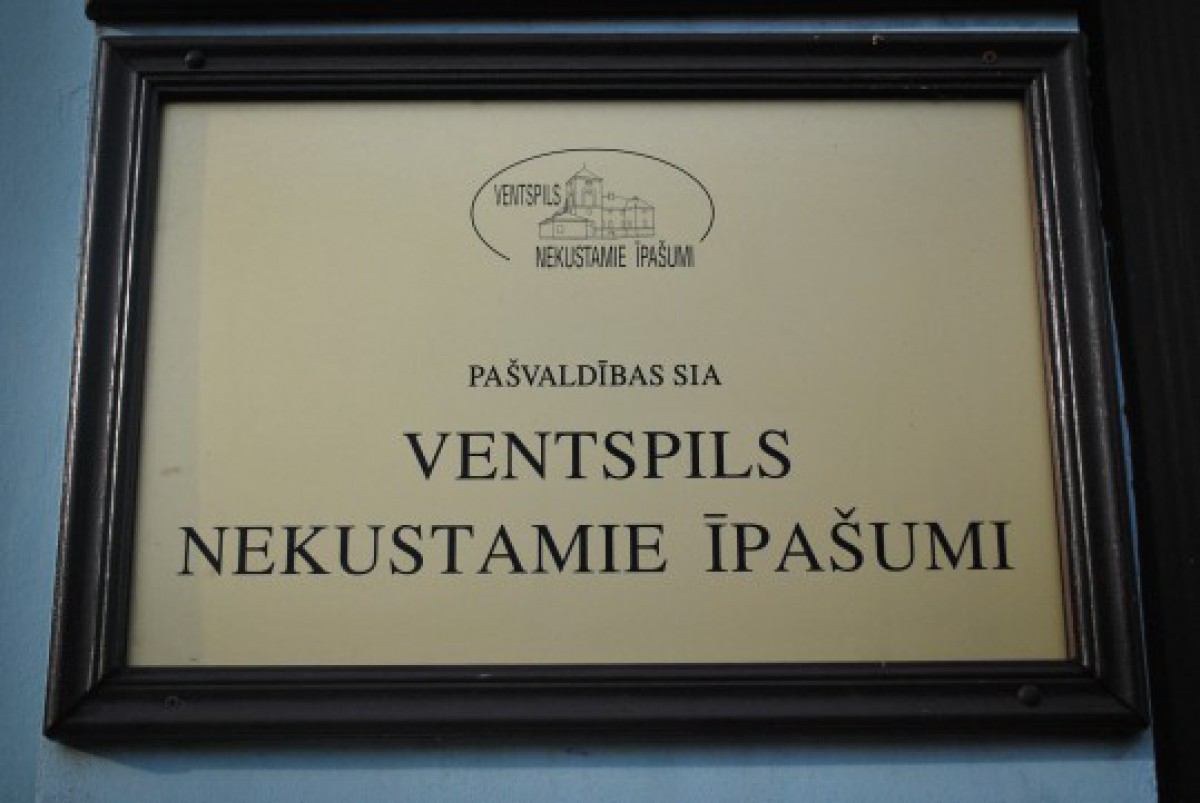 VENTSPILS
NEKUSTAMIE ĪPAŠUMI
PAŠVALDĪBAS SIA
VENTSPILS
NEKUSTAMIE ĪPAŠUMI